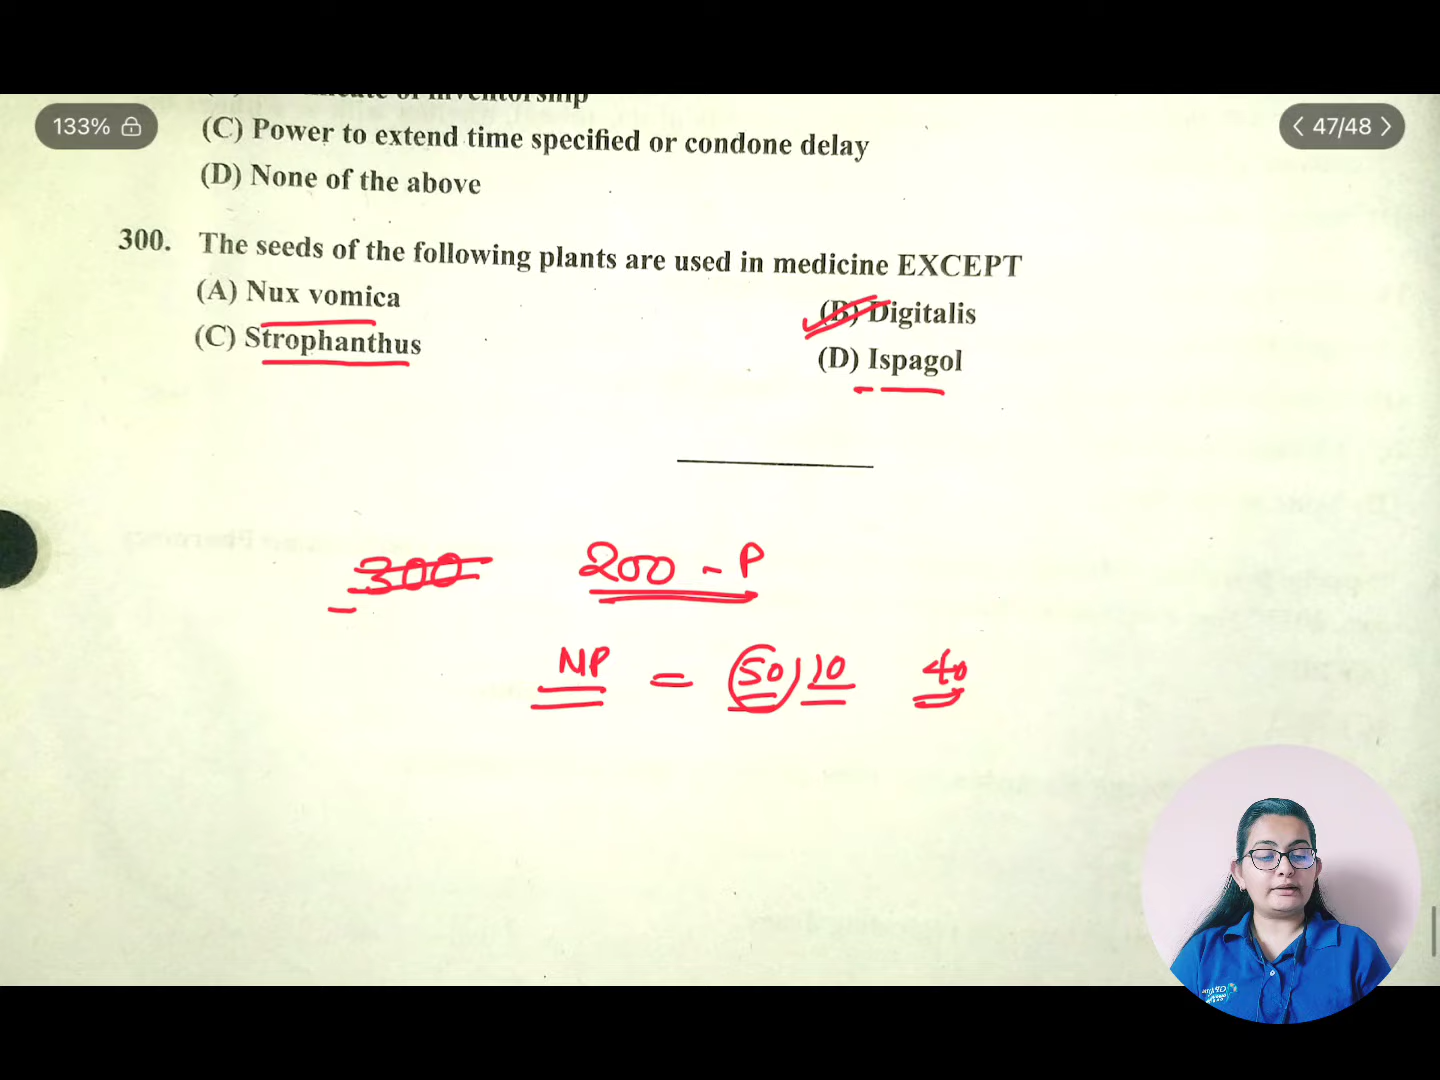 133%
47/48
(C) Power to extend time specified or condone delay
(D) None of the above
300. The seeds of the following plants are used in medicine EXCEPT
(A) Nux vomica (B) Digitalis
(C) Strophanthus (D) Ispagol
300 200 - P
NP = 50, 10 40